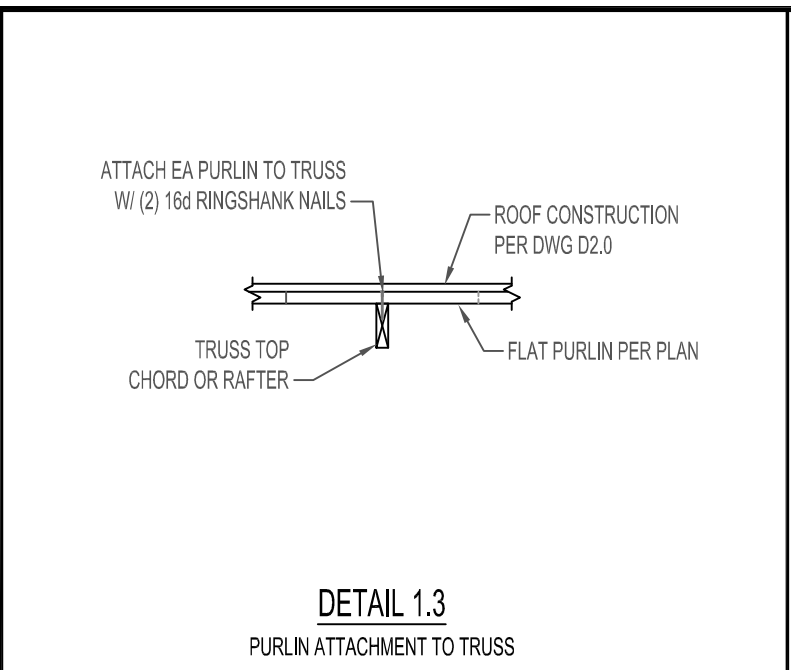 ATTACH EA PURLIN TO TRUSS
W/ (2) 16d RINGSHANK NAILS
ROOF CONSTRUCTION
PER DWG D2.0
TRUSS TOP
CHORD OR RAFTER
FLAT PURLIN PER PLAN
DETAIL 1.3
PURLIN ATTACHMENT TO TRUSS